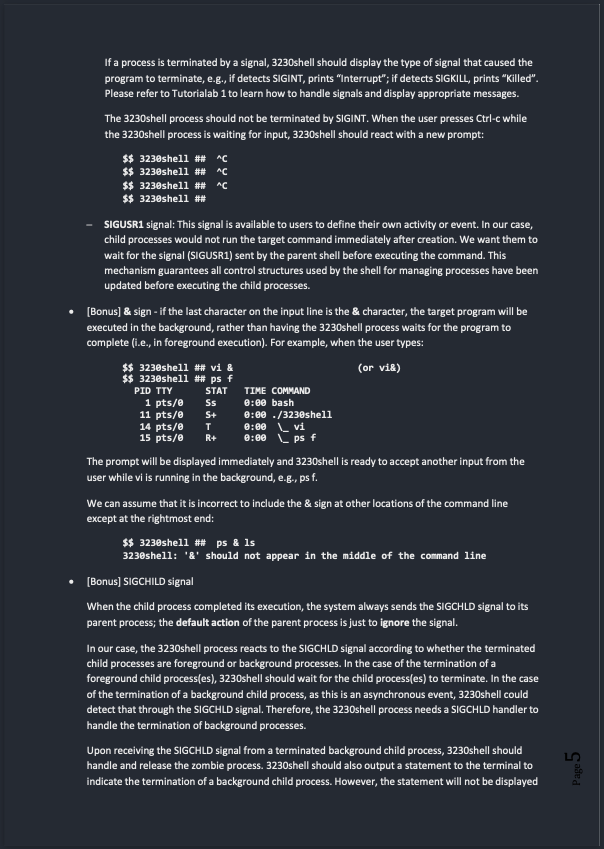 If a process is terminated by a signal, 3230shell should display the type of signal that caused the
program to terminate, e.g., if detects SIGINT, prints “Interrupt”; if detects SIGKILL, prints “Killed”.
Please refer to Tutorialab 1 to learn how to handle signals and display appropriate messages.
The 3230shell process should not be terminated by SIGINT. When the user presses Ctrl-c while
the 3230shell process is waiting for input, 3230shell should react with a new prompt:
$$ 3230shell ## ^C
$$ 3230shell ## ^C
$$ 3230shell ## ^C
$$ 3230shell ##
– SIGUSR1 signal: This signal is available to users to define their own activity or event. In our case,
child processes would not run the target command immediately after creation. We want them to
wait for the signal (SIGUSR1) sent by the parent shell before executing the command. This
mechanism guarantees all control structures used by the shell for managing processes have been
updated before executing the child processes.
• [Bonus] & sign - if the last character on the input line is the & character, the target program will be
executed in the background, rather than having the 3230shell process waits for the program to
complete (i.e., in foreground execution). For example, when the user types:
$$ 3230shell ## vi & (or vi&)
$$ 3230shell ## ps f
PID TTY STAT TIME COMMAND
1 pts/0 Ss 0:00 bash
11 pts/0 S+ 0:00 ./3230shell
14 pts/0 T 0:00 \_ vi
15 pts/0 R+ 0:00 \_ ps f
The prompt will be displayed immediately and 3230shell is ready to accept another input from the
user while vi is running in the background, e.g., ps f.
We can assume that it is incorrect to include the & sign at other locations of the command line
except at the rightmost end:
$$ 3230shell ## ps & ls
3230shell: '&' should not appear in the middle of the command line
• [Bonus] SIGCHILD signal
When the child process completed its execution, the system always sends the SIGCHLD signal to its
parent process; the default action of the parent process is just to ignore the signal.
In our case, the 3230shell process reacts to the SIGCHLD signal according to whether the terminated
child processes are foreground or background processes. In the case of the termination of a
foreground child process(es), 3230shell should wait for the child process(es) to terminate. In the case
of the termination of a background child process, as this is an asynchronous event, 3230shell could
detect that through the SIGCHLD signal. Therefore, the 3230shell process needs a SIGCHLD handler to
handle the termination of background processes.
Upon receiving the SIGCHLD signal from a terminated background child process, 3230shell should
handle and release the zombie process. 3230shell should also output a statement to the terminal to
indicate the termination of a background child process. However, the statement will not be displayed
Page 5